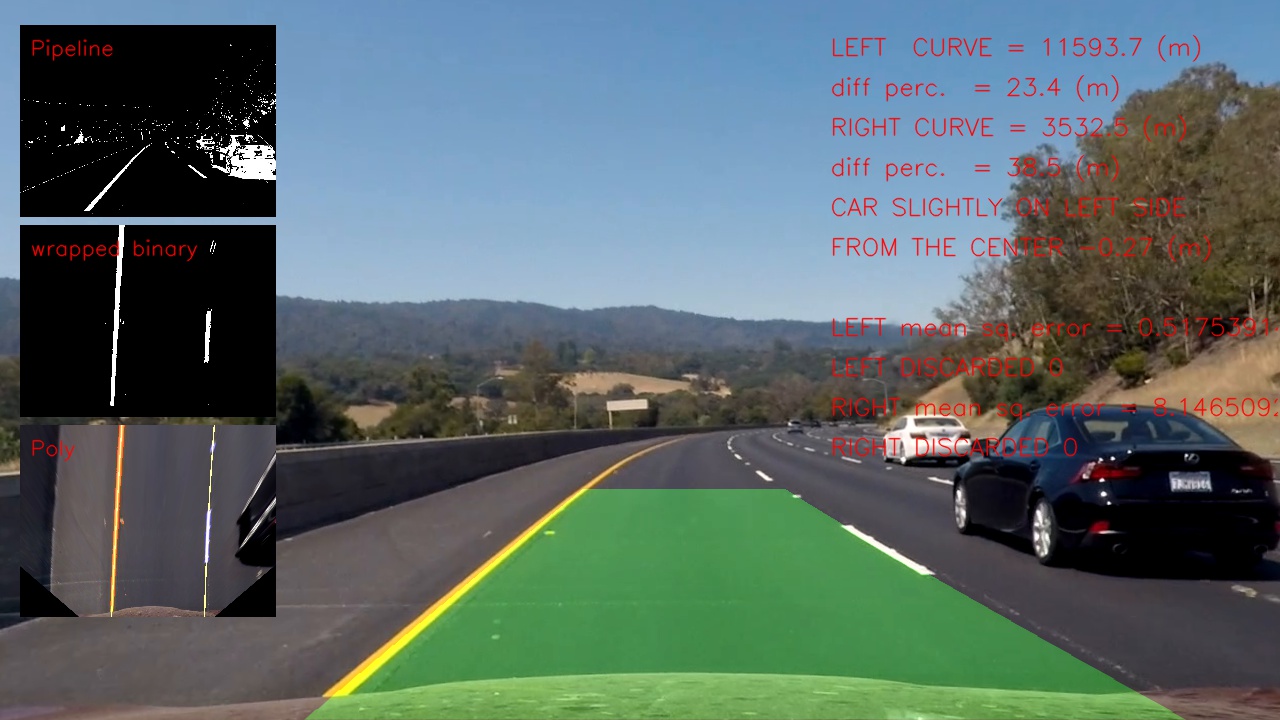 Pipeline
wrapped binary
Poly
LEFT CURVE = 11593.7 (m)
diff perc. = 23.4 (m)
RIGHT CURVE = 3532.5 (m)
diff perc. = 38.5 (m)
CAR SLIGHTLY ON LEFT SIDE
FROM THE CENTER -0.27 (m)
LEFT mean sq. error = 0.5175391
LEFT DISCARDED 0
RIGHT mean sq. error = 8.146509
RIGHT DISCARDED 0